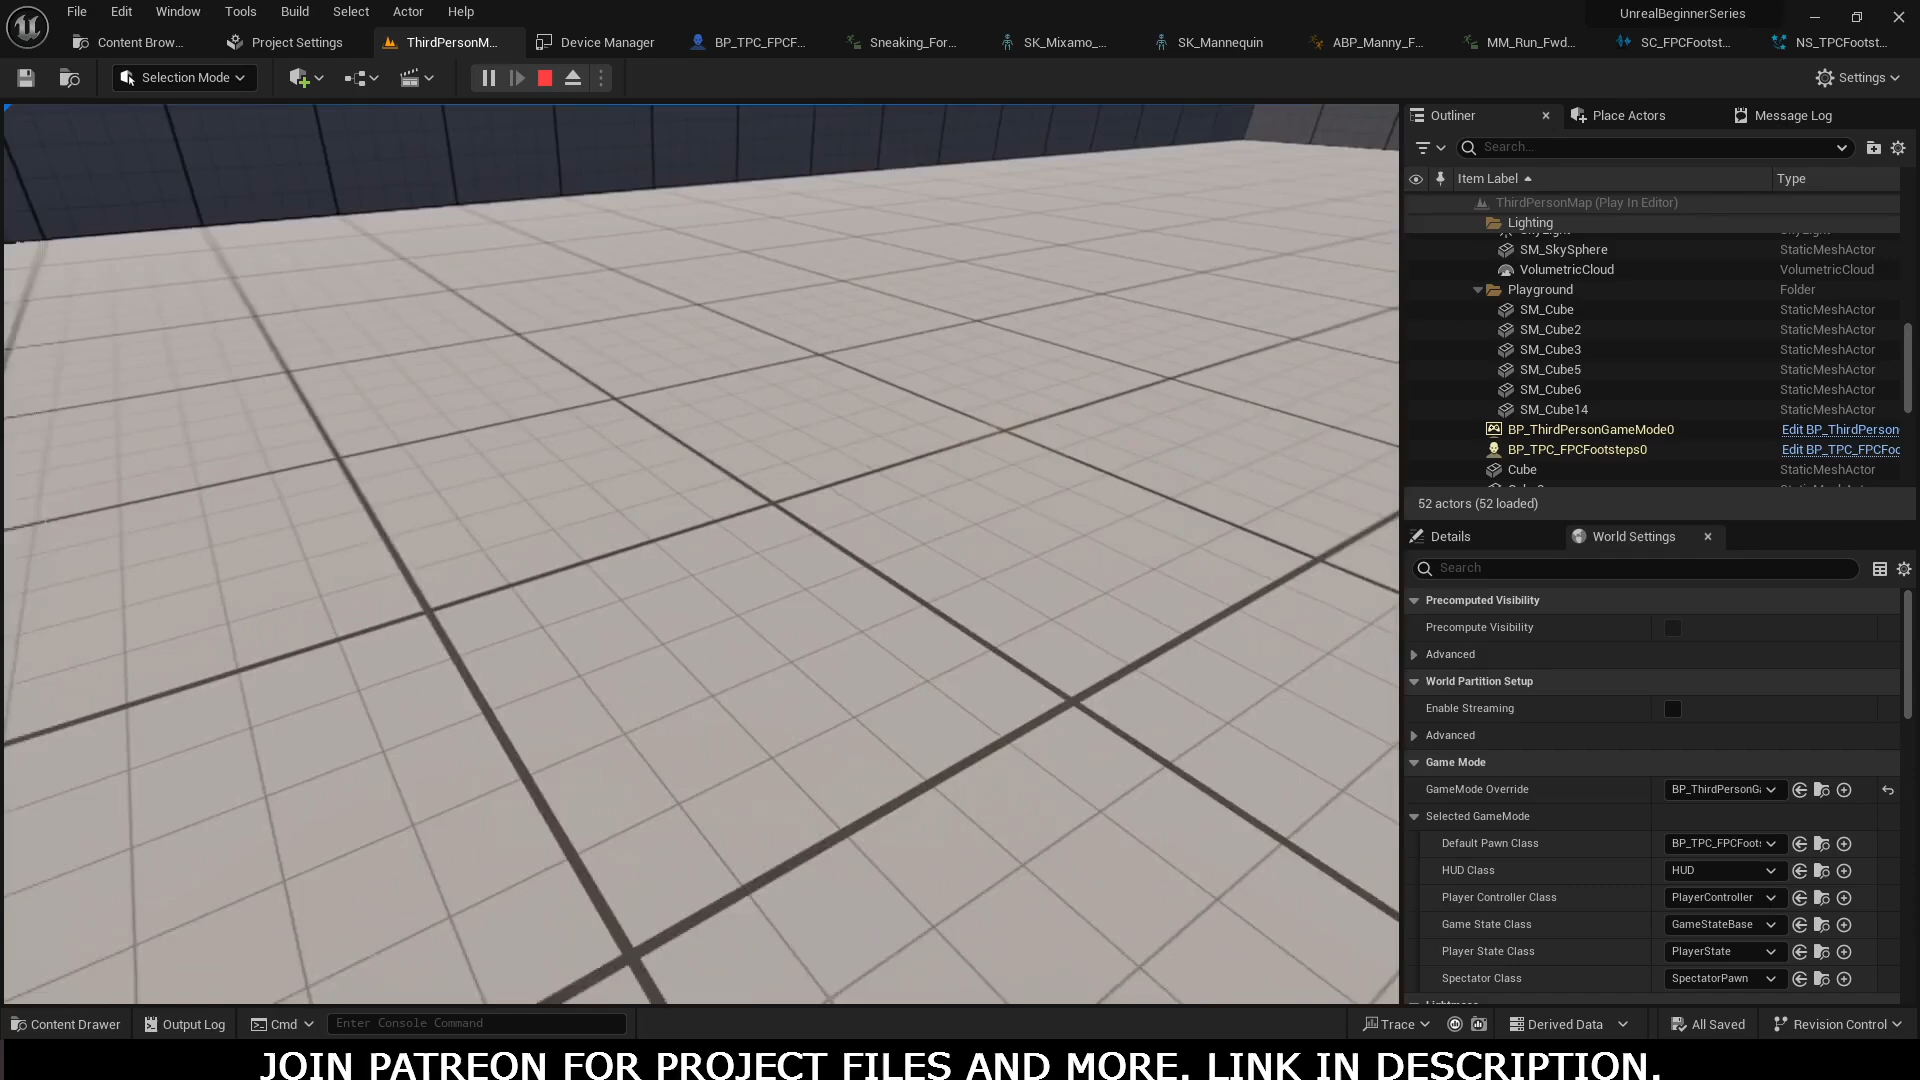 File Edit Window Tools Build Select Actor Help
UnrealBeginnerSeries
Content Brow... Project Settings ThirdPersonM... Device Manager BP_TPC_FPCF... Sneaking_For... SK_Mixamo_... SK_Mannequin ABP_Manny_F... MM_Run_Fwd... SC_FPCFootst... NS_TPCFootst...
Selection Mode
Settings
Outliner Place Actors Message Log
Search...
Item Label Type
ThirdPersonMap (Play In Editor)
Lighting
SM_SkySphere StaticMeshActor
VolumetricCloud VolumetricCloud
Playground Folder
SM_Cube StaticMeshActor
SM_Cube2 StaticMeshActor
SM_Cube3 StaticMeshActor
SM_Cube5 StaticMeshActor
SM_Cube6 StaticMeshActor
SM_Cube14 StaticMeshActor
BP_ThirdPersonGameMode0 Edit BP_ThirdPerson
BP_TPC_FPCFootsteps0 Edit BP_TPC_FPCFoo
Cube StaticMeshActor
52 actors (52 loaded)
Details World Settings
Search
Precomputed Visibility
Precompute Visibility
Advanced
World Partition Setup
Enable Streaming
Advanced
Game Mode
GameMode Override BP_ThirdPersonGa
Selected GameMode
Default Pawn Class BP_TPC_FPCFoots
HUD Class HUD
Player Controller Class PlayerController
Game State Class GameStateBase
Player State Class PlayerState
Spectator Class SpectatorPawn
Content Drawer Output Log Cmd Enter Console Command Trace Derived Data All Saved Revision Control
JOIN PATREON FOR PROJECT FILES AND MORE. LINK IN DESCRIPTION.